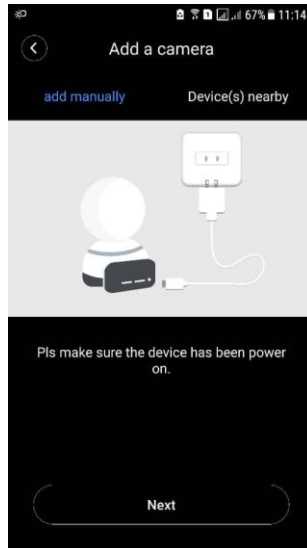 67% 11:14
Add a camera
add manually Device(s) nearby
Pls make sure the device has been power
on.
Next